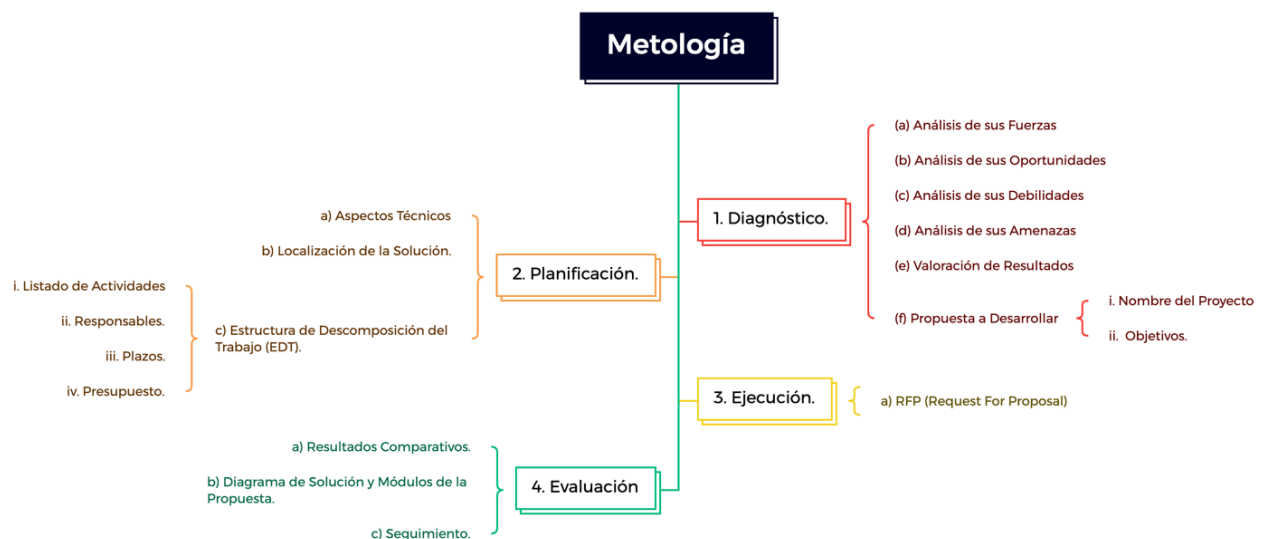 Metología
1. Diagnóstico.
(a) Análisis de sus Fuerzas
(b) Análisis de sus Oportunidades
(c) Análisis de sus Debilidades
(d) Análisis de sus Amenazas
(e) Valoración de Resultados
(f) Propuesta a Desarrollar
i. Nombre del Proyecto
ii. Objetivos.
2. Planificación.
a) Aspectos Técnicos
b) Localización de la Solución.
c) Estructura de Descomposición del
Trabajo (EDT).
i. Listado de Actividades
ii. Responsables.
iii. Plazos.
iv. Presupuesto.
3. Ejecución.
a) RFP (Request For Proposal)
4. Evaluación
a) Resultados Comparativos.
b) Diagrama de Solución y Módulos de la
Propuesta.
c) Seguimiento.